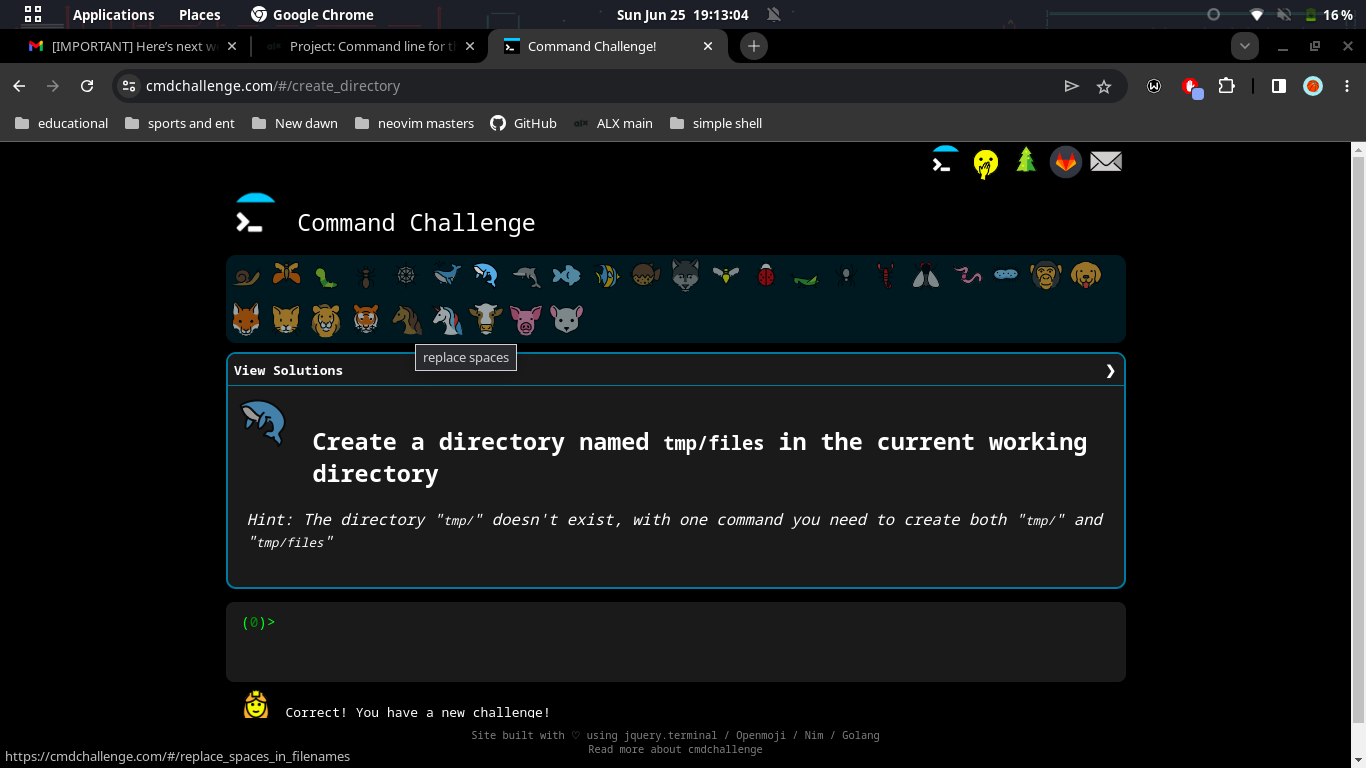 Applications Places Google Chrome Sun Jun 25 19:13:04 16 %
[IMPORTANT] Here's next w Project: Command line for t Command Challenge!
cmdchallenge.com/#/create_directory
educational sports and ent New dawn neovim masters GitHub ALX main simple shell
Command Challenge
replace spaces
View Solutions
Create a directory named tmp/files in the current working
directory
Hint: The directory "tmp/" doesn't exist, with one command you need to create both "tmp/" and
"tmp/files"
(0)>
Correct! You have a new challenge!
Site built with ♡ using jquery.terminal / Openmoji / Nim / Golang
Read more about cmdchallenge
https://cmdchallenge.com/#/replace_spaces_in_filenames